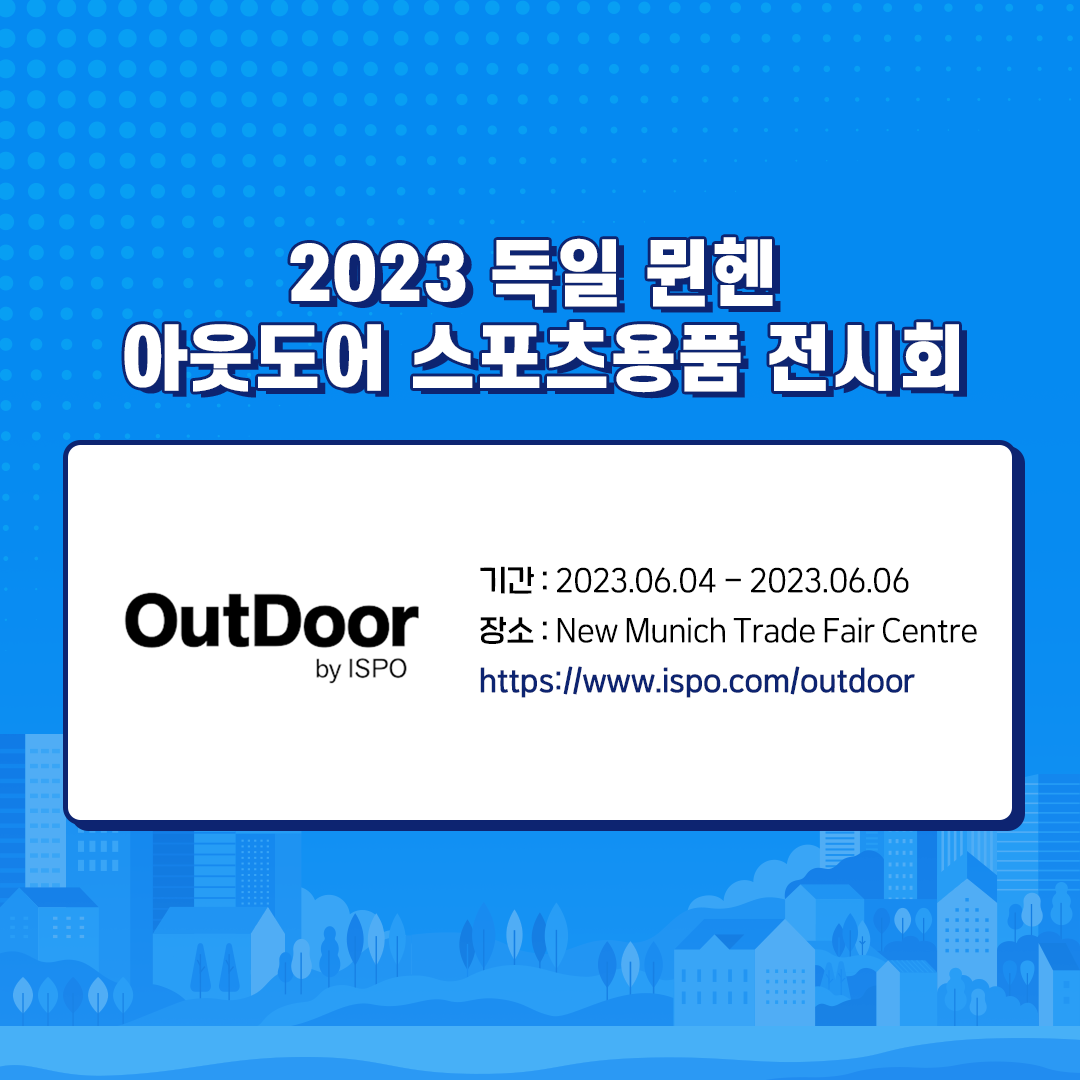 2023 독일 뮌헨
아웃도어 스포츠용품 전시회
OutDoor
by ISPO
기간 : 2023.06.04 – 2023.06.06
장소 : New Munich Trade Fair Centre
https://www.ispo.com/outdoor